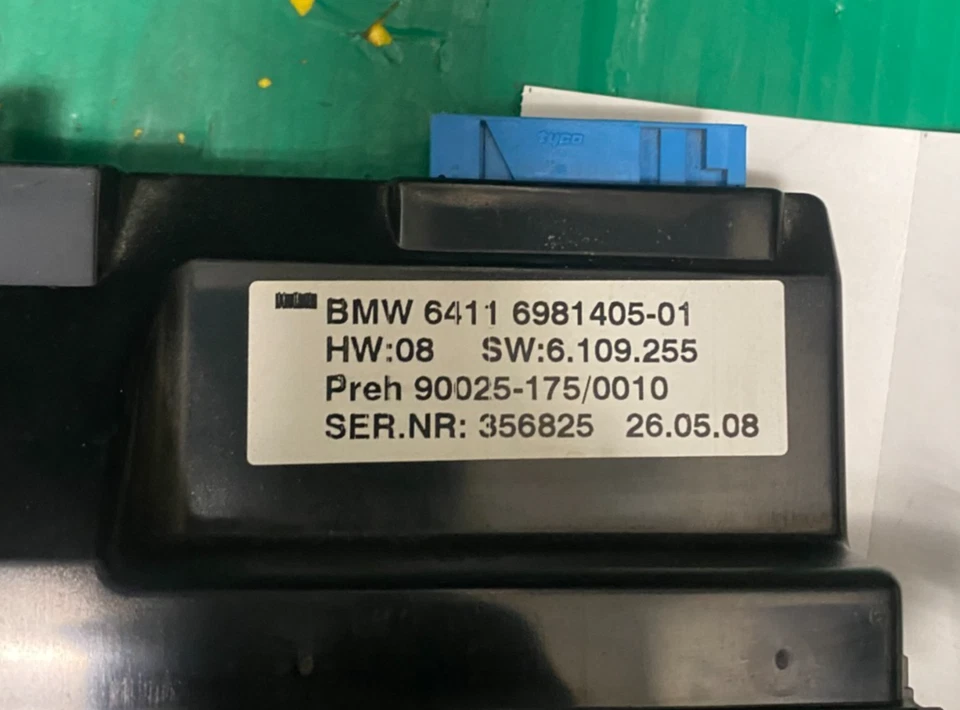 tyco
BMW 6411 6981405-01
HW:08 SW:6.109.255
Preh 90025-175/0010
SER.NR: 356825 26.05.08